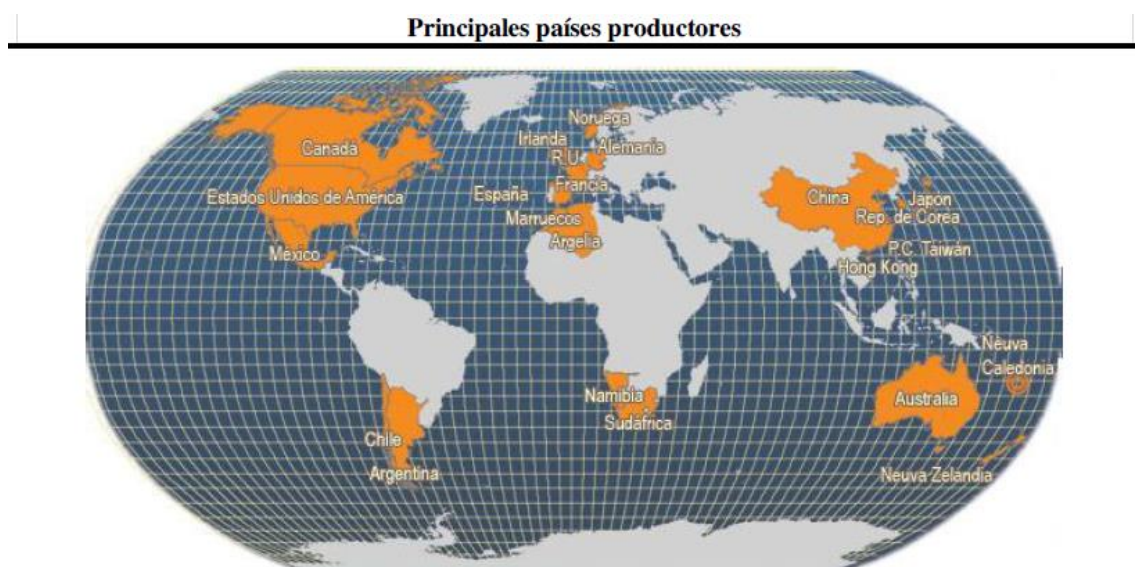 Principales países productores
Noruega
Irlanda
Alemania
R.U.
Canadá
Francia
España
Estados Unidos de América
China
Japón
Rep. de Corea
Marruecos
Argelia
P.C. Taiwán
México
Hong Kong
Neuva
Caledonia
Namibia
Australia
Sudáfrica
Chile
Argentina
Neuva Zelandia